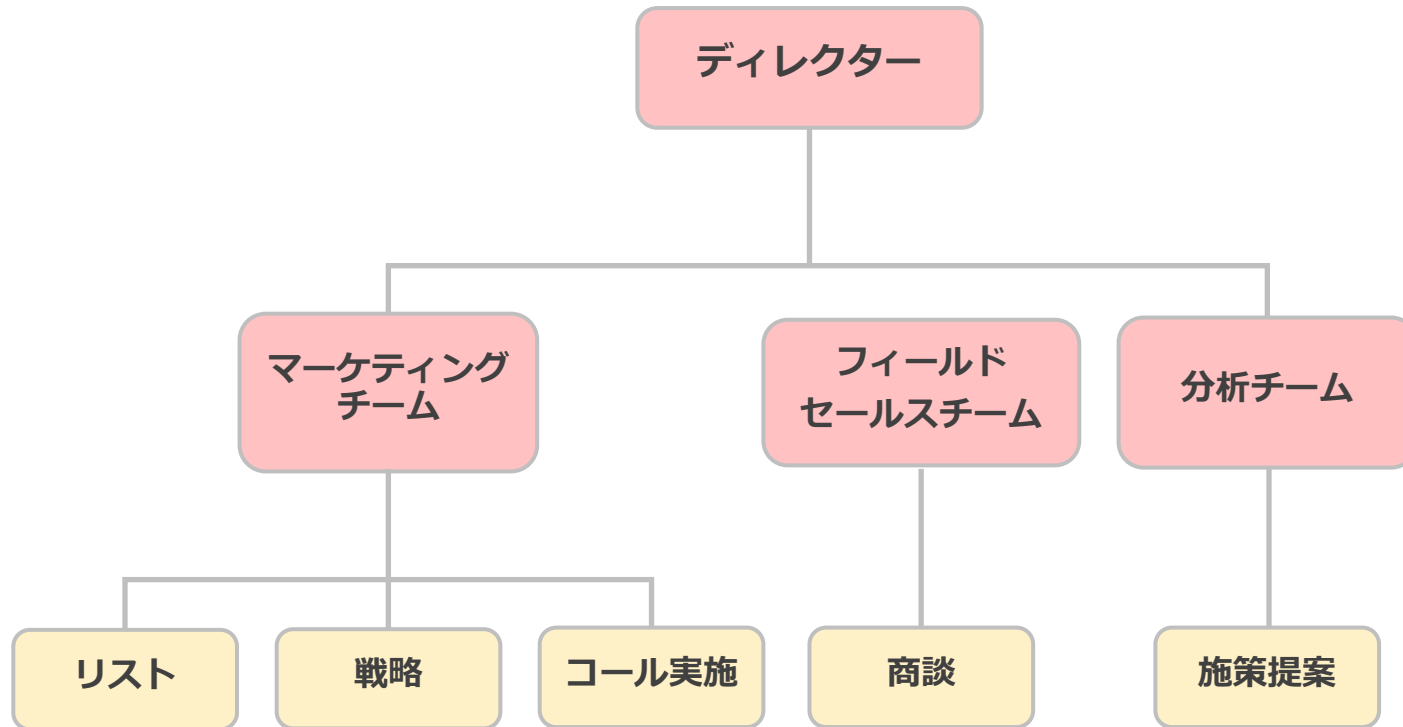 ディレクター
マーケティング
チーム
フィールド
セールスチーム
分析チーム
リスト
戦略
コール実施
商談
施策提案